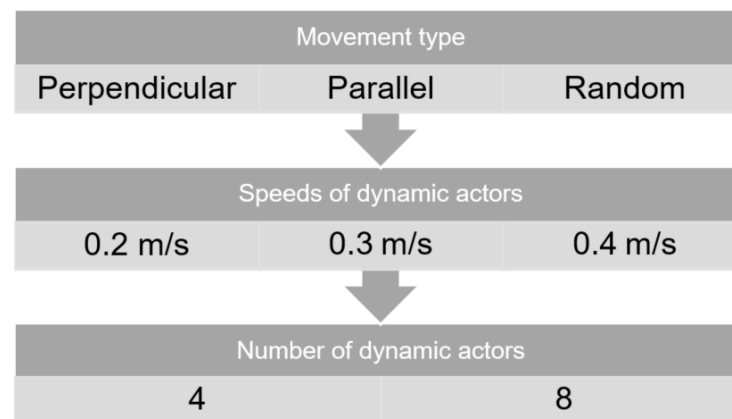 Movement type
Perpendicular Parallel Random
Speeds of dynamic actors
0.2 m/s 0.3 m/s 0.4 m/s
Number of dynamic actors
4 8